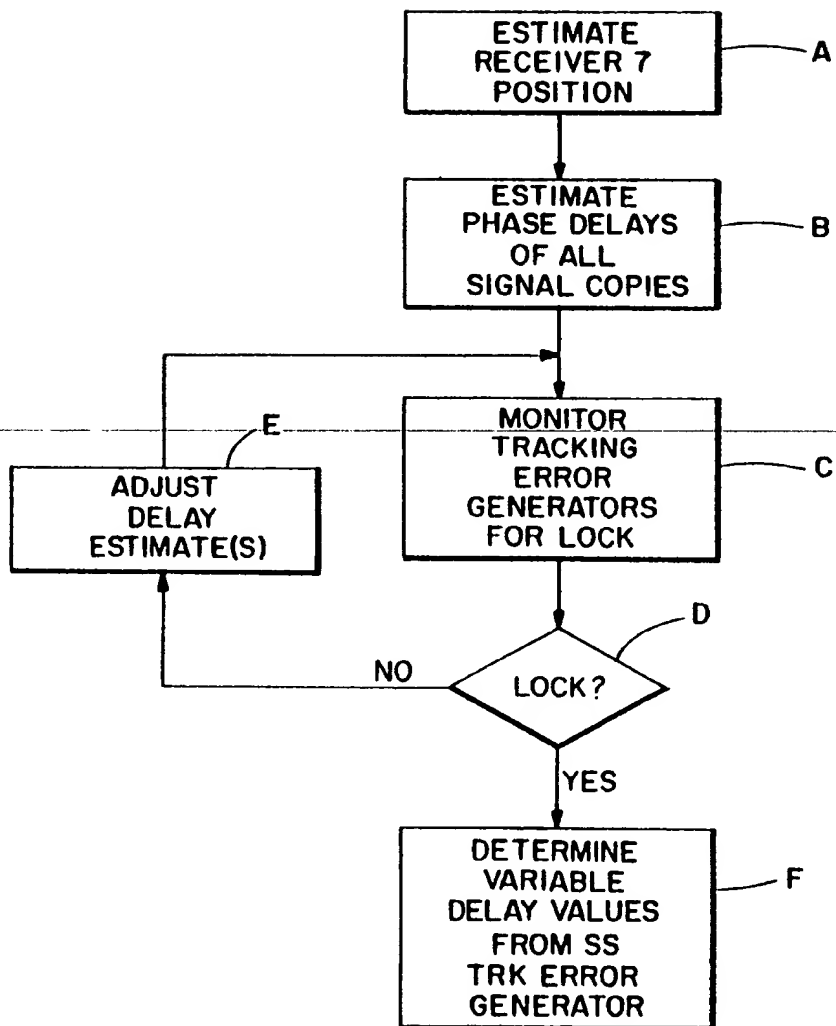 ESTIMATE
RECEIVER 7
POSITION
A
ESTIMATE
PHASE DELAYS
OF ALL
SIGNAL COPIES
B
MONITOR
TRACKING
ERROR
GENERATORS
FOR LOCK
C
E
ADJUST
DELAY
ESTIMATE(S)
D
LOCK?
NO
YES
DETERMINE
VARIABLE
DELAY VALUES
FROM SS
TRK ERROR
GENERATOR
F